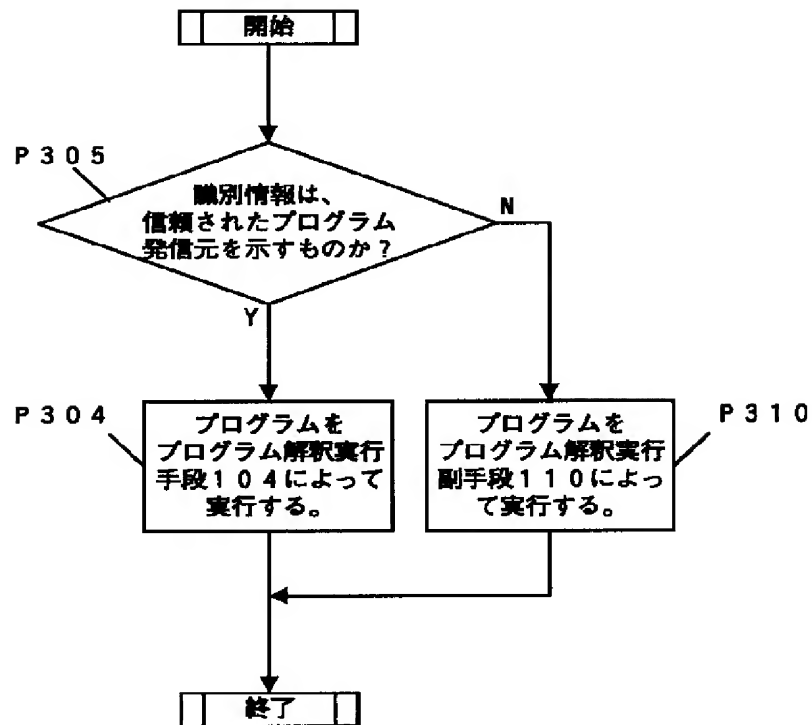 開始
P305
識別情報は、
信頼されたプログラム
発信元を示すものか?
N
Y
P304
プログラムを
プログラム解釈実行
手段104によって
実行する。
プログラムを
プログラム解釈実行
副手段110によっ
て実行する。
P310
終了